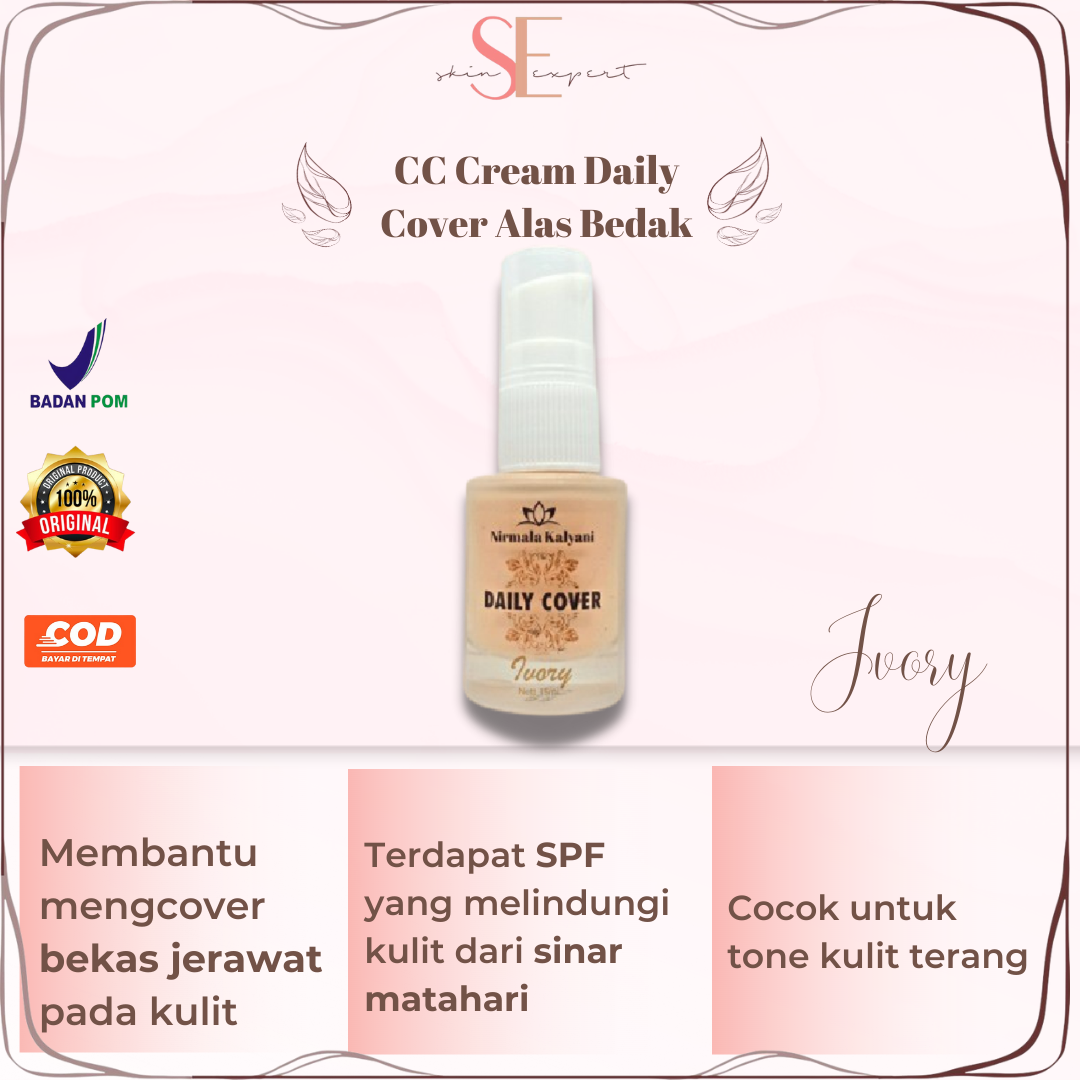 SE
skin expert
CC Cream Daily
Cover Alas Bedak
BADAN POM
ORIGINAL PRODUCT
100%
ORIGINAL
COD
BAYAR DI TEMPAT
Nirmala Kalyani
DAILY COVER
Ivory
Ivory
Membantu
mengcover
bekas jerawat
pada kulit
Terdapat SPF
yang melindungi
kulit dari sinar
matahari
Cocok untuk
tone kulit terang